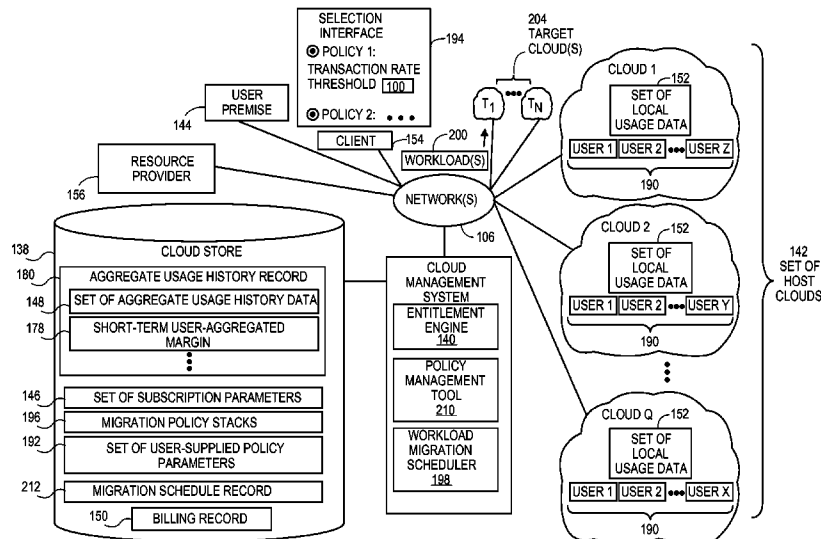 SELECTION
INTERFACE
POLICY 1:
TRANSACTION RATE
THRESHOLD 100
POLICY 2: •••
194
204
TARGET
CLOUD(S)
T1 ••• TN
USER
PREMISE
144
CLIENT
154
200
WORKLOAD(S)
RESOURCE
PROVIDER
156
NETWORK(S)
106
CLOUD 1
152
SET OF
LOCAL
USAGE DATA
USER 1 USER 2 ••• USER Z
190
CLOUD 2
152
SET OF
LOCAL
USAGE DATA
USER 1 USER 2 ••• USER Y
190
CLOUD Q
152
SET OF
LOCAL
USAGE DATA
USER 1 USER 2 ••• USER X
190
142
SET OF
HOST
CLOUDS
138
CLOUD STORE
180
AGGREGATE USAGE HISTORY RECORD
148
SET OF AGGREGATE USAGE HISTORY DATA
178
SHORT-TERM USER-AGGREGATED
MARGIN
146
SET OF SUBSCRIPTION PARAMETERS
196
MIGRATION POLICY STACKS
192
SET OF USER-SUPPLIED POLICY
PARAMETERS
212
MIGRATION SCHEDULE RECORD
150
BILLING RECORD
CLOUD
MANAGEMENT
SYSTEM
ENTITLEMENT
ENGINE
140
POLICY
MANAGEMENT
TOOL
210
WORKLOAD
MIGRATION
SCHEDULER
198